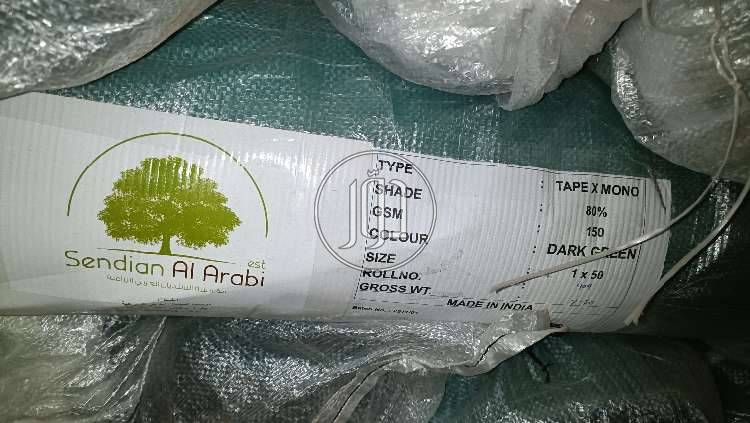 est
Sendian Al Arabi
TYPE : TAPE X MONO
SHADE : 80%
GSM : 150
COLOUR : DARK GREEN
SIZE : 1 X 50
ROLLNO. :
GROSS WT. :
MADE IN INDIA